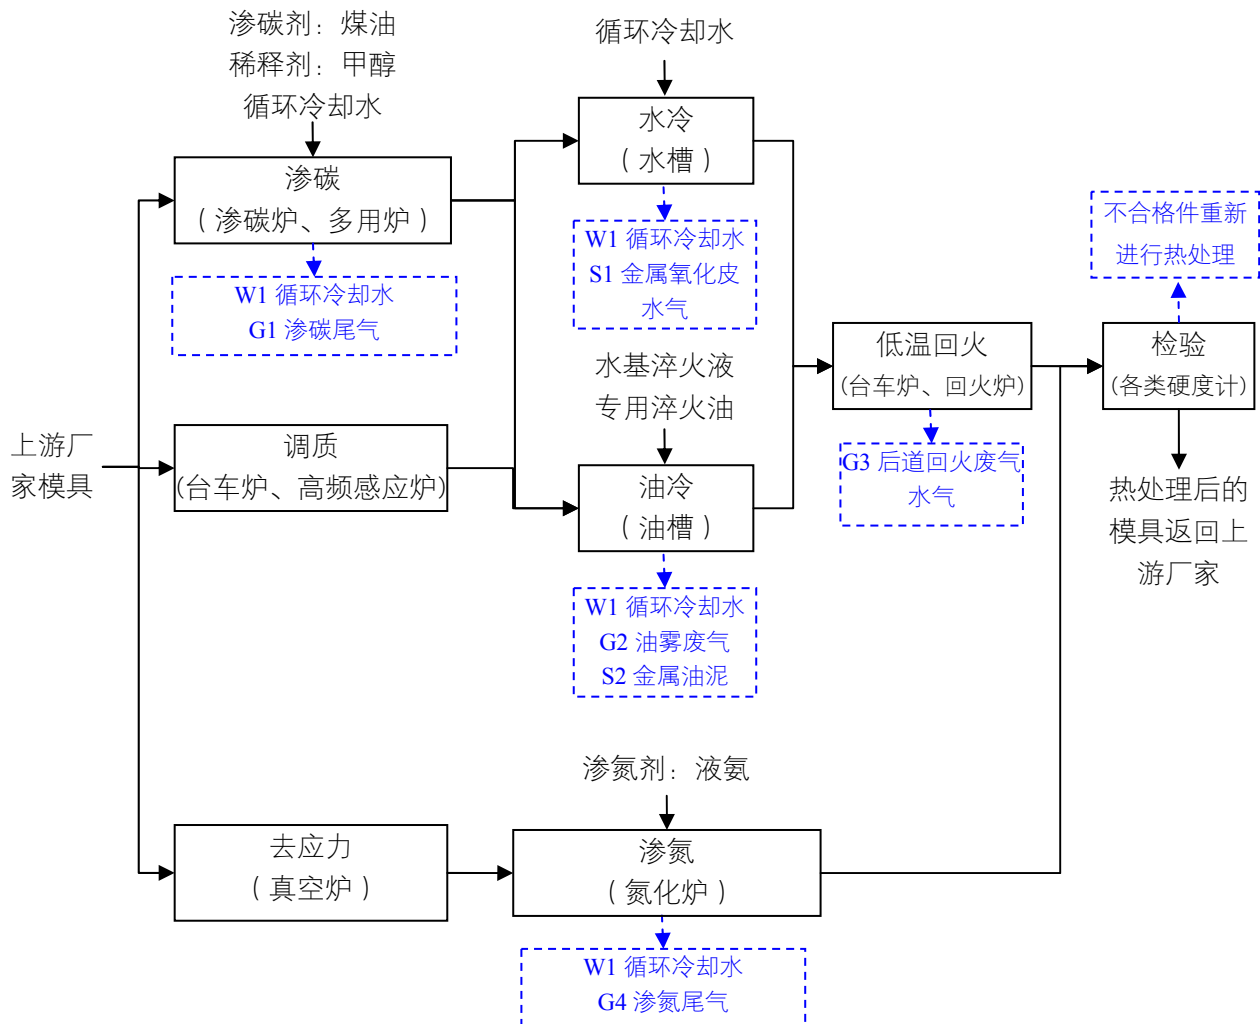 渗碳剂：煤油
稀释剂：甲醇
循环冷却水
循环冷却水
渗碳
（渗碳炉、多用炉）
水冷
（水槽）
W1 循环冷却水
G1 渗碳尾气
W1 循环冷却水
S1 金属氧化皮
水气
不合格件重新
进行热处理
水基淬火液
专用淬火油
低温回火
（台车炉、回火炉）
检验
（各类硬度计）
上游厂
家模具
调质
（台车炉、高频感应炉）
油冷
（油槽）
G3 后道回火废气
水气
热处理后的
模具返回上
游厂家
W1 循环冷却水
G2 油雾废气
S2 金属油泥
渗氮剂：液氨
去应力
（真空炉）
渗氮
（氮化炉）
W1 循环冷却水
G4 渗氮尾气